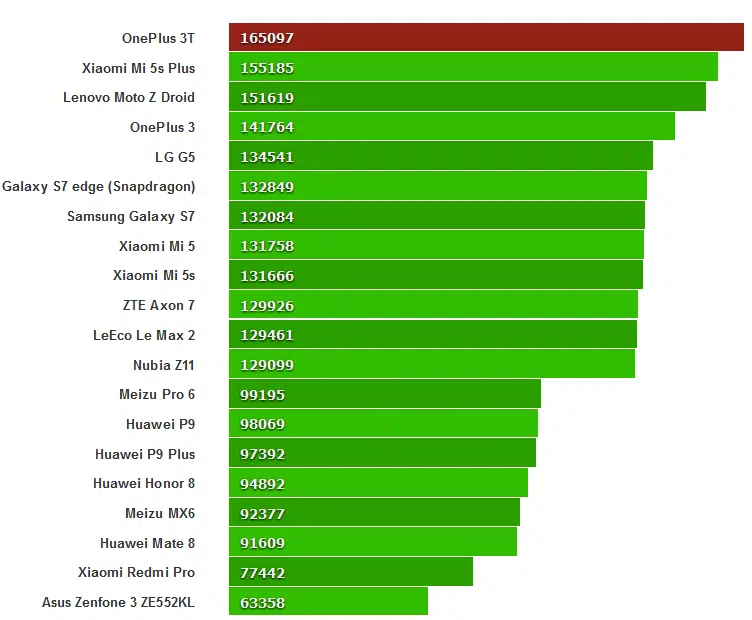 OnePlus 3T 165097
Xiaomi Mi 5s Plus 155185
Lenovo Moto Z Droid 151619
OnePlus 3 141764
LG G5 134541
Galaxy S7 edge (Snapdragon) 132849
Samsung Galaxy S7 132084
Xiaomi Mi 5 131758
Xiaomi Mi 5s 131666
ZTE Axon 7 129926
LeEco Le Max 2 129461
Nubia Z11 129099
Meizu Pro 6 99195
Huawei P9 98069
Huawei P9 Plus 97392
Huawei Honor 8 94892
Meizu MX6 92377
Huawei Mate 8 91609
Xiaomi Redmi Pro 77442
Asus Zenfone 3 ZE552KL 63358